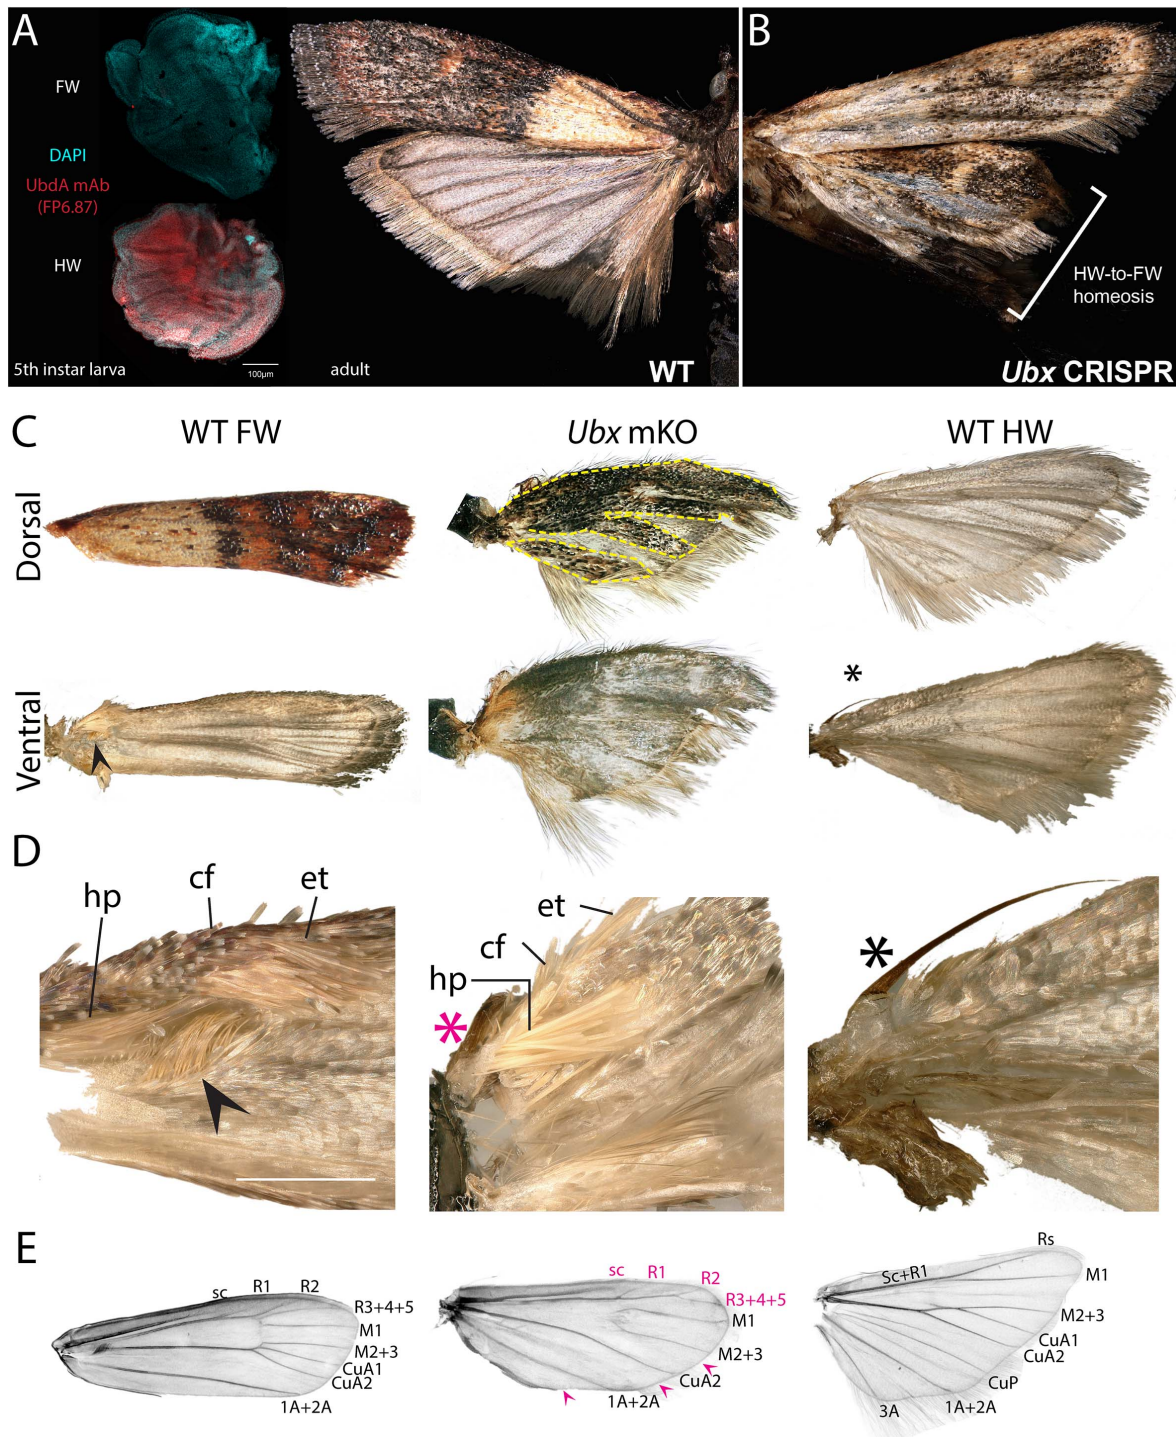 A
FW
DAPI
UbdA mAb
(FP6.87)
HW
5th instar larva
100µm
adult
WT
B
HW-to-FW
homeosis
Ubx CRISPR
C
WT FW
Ubx mKO
WT HW
Dorsal
Ventral
*
D
hp
cf
et
et
cf
hp
*
*
E
sc
R1
R2
R3+4+5
M1
M2+3
CuA1
CuA2
1A+2A
sc
R1
R2
R3+4+5
M1
M2+3
CuA2
1A+2A
Rs
Sc+R1
M1
M2+3
CuA1
CuA2
CuP
1A+2A
3A